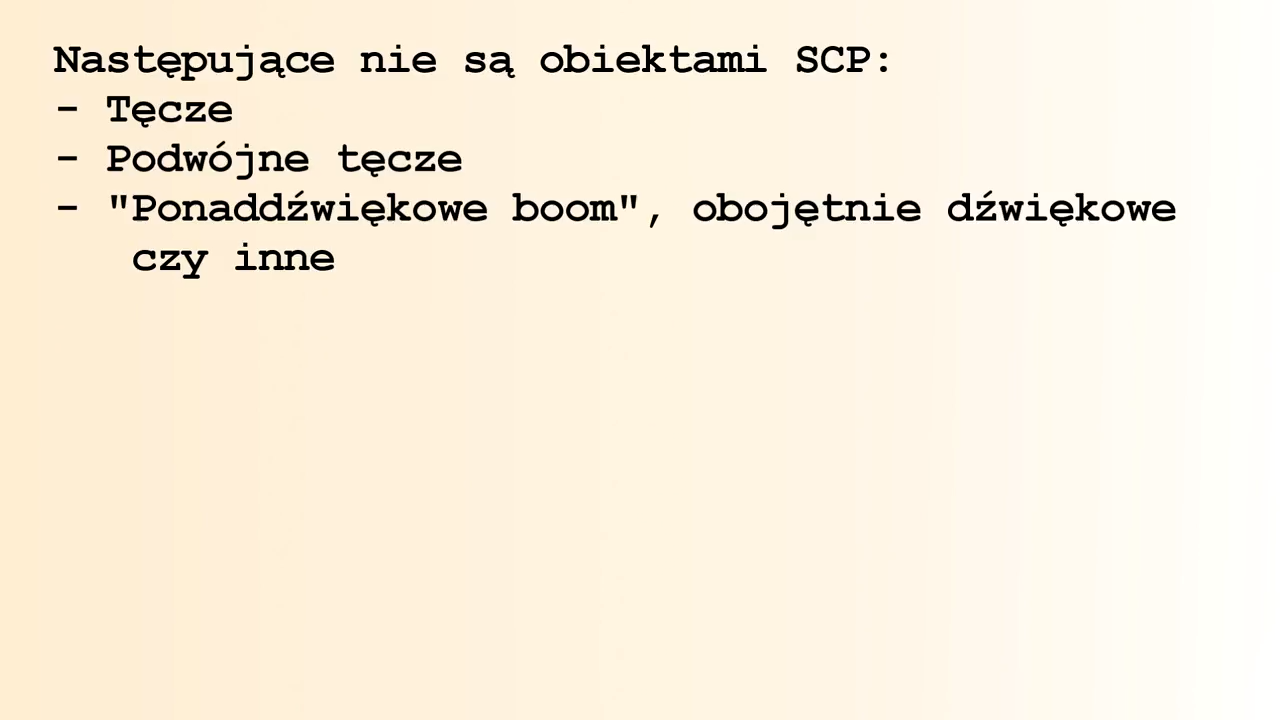 Następujące nie są obiektami SCP:
- Tęcze
- Podwójne tęcze
- "Ponaddźwiękowe boom", obojętnie dźwiękowe
czy inne